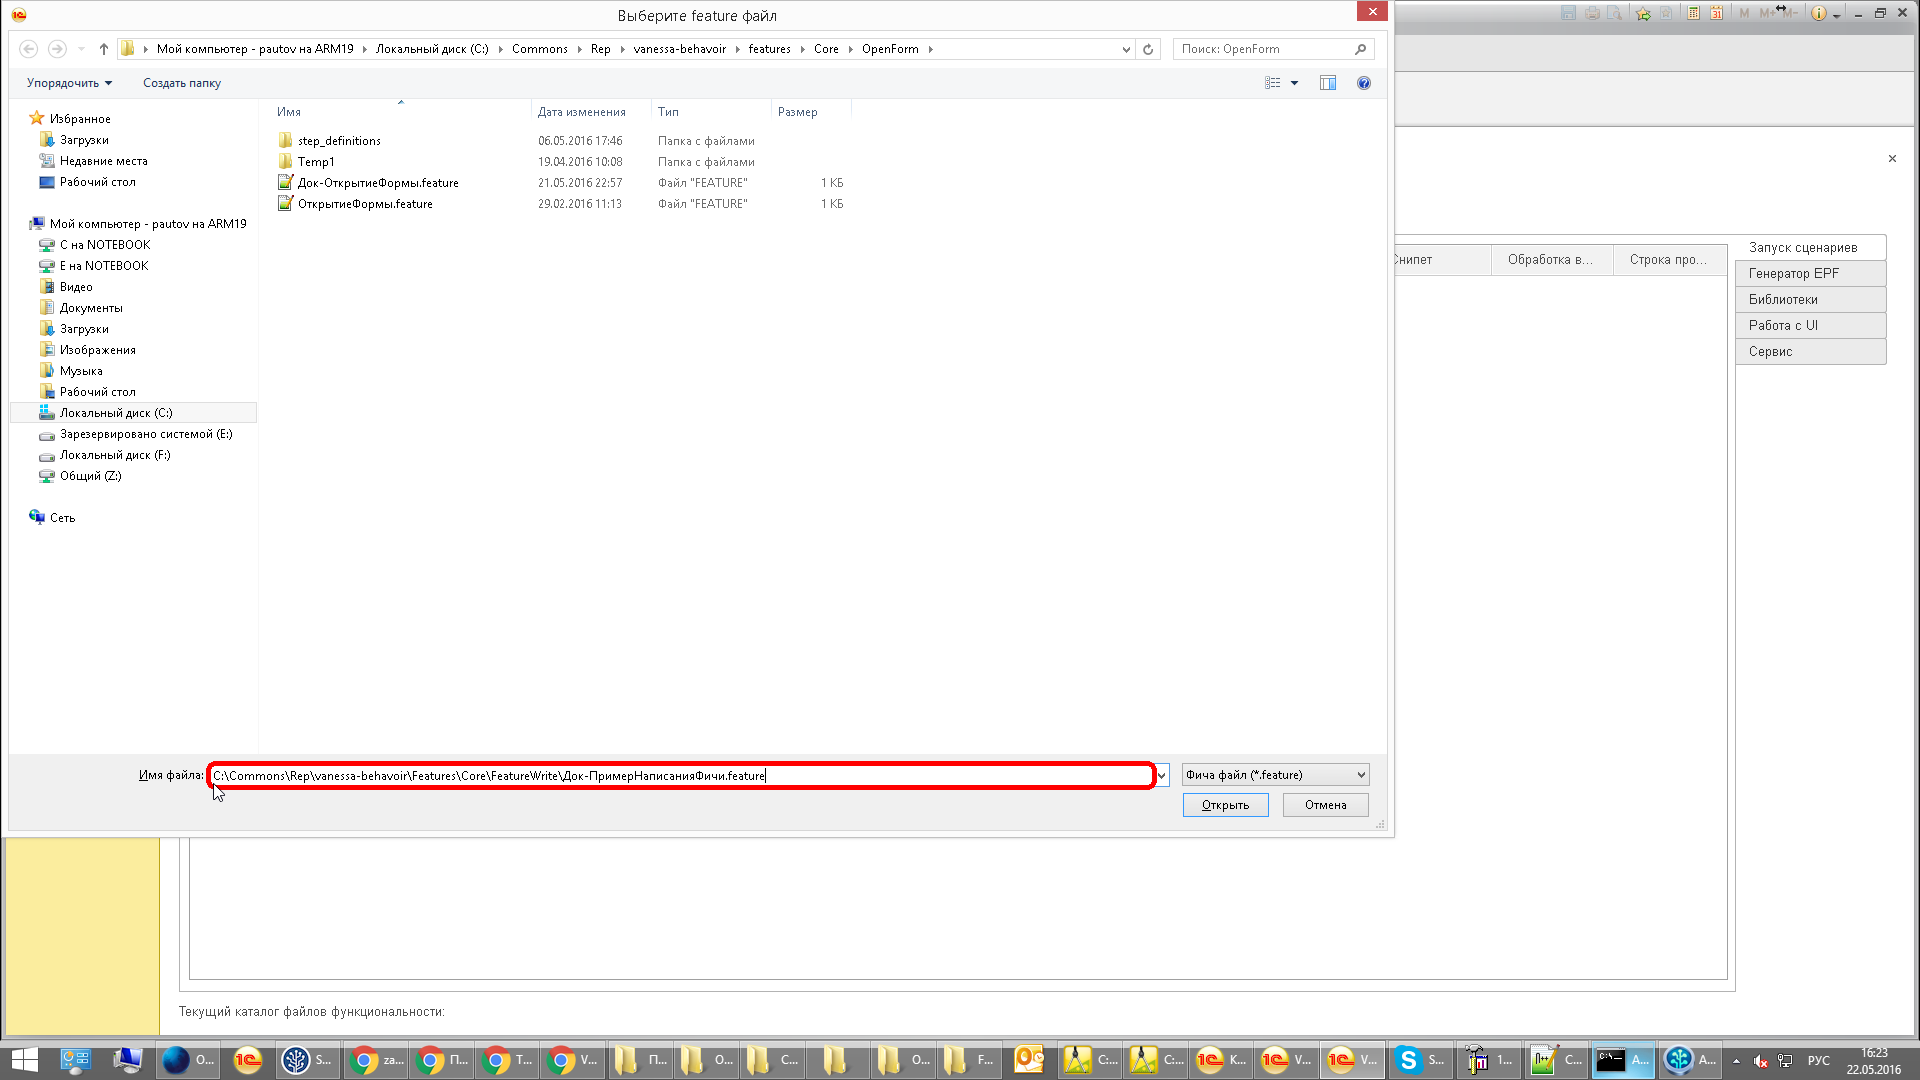 Выберите feature файл
Мой компьютер - pautov на ARM19 Локальный диск (C:) Commons Rep vanessa-behavoir features Core OpenForm
Поиск: OpenForm
Упорядочить Создать папку
Имя Дата изменения Тип Размер
step_definitions 06.05.2016 17:46 Папка с файлами
Temp1 19.04.2016 10:08 Папка с файлами
Док-ОткрытиеФормы.feature 21.05.2016 22:57 Файл "FEATURE" 1 КБ
ОткрытиеФормы.feature 29.02.2016 11:13 Файл "FEATURE" 1 КБ
Избранное
Загрузки
Недавние места
Рабочий стол
Мой компьютер - pautov на ARM19
C на NOTEBOOK
E на NOTEBOOK
Видео
Документы
Загрузки
Изображения
Музыка
Рабочий стол
Локальный диск (C:)
Зарезервировано системой (E:)
Локальный диск (F:)
Общий (Z:)
Сеть
Имя файла: C:\Commons\Rep\vanessa-behavoir\Features\Core\FeatureWrite\Док-ПримерНаписанияФичи.feature
Фича файл (*.feature)
Открыть Отмена
M M+ M-
31
Снипет Обработка в... Строка про...
Запуск сценариев
Генератор EPF
Библиотеки
Работа с UI
Сервис
Текущий каталог файлов функциональности:
O... S... za... П... T... V... П... O... C... O... F... C:... C:... К... V... V... S... 1... C... A... A...
РУС
16:23
22.05.2016